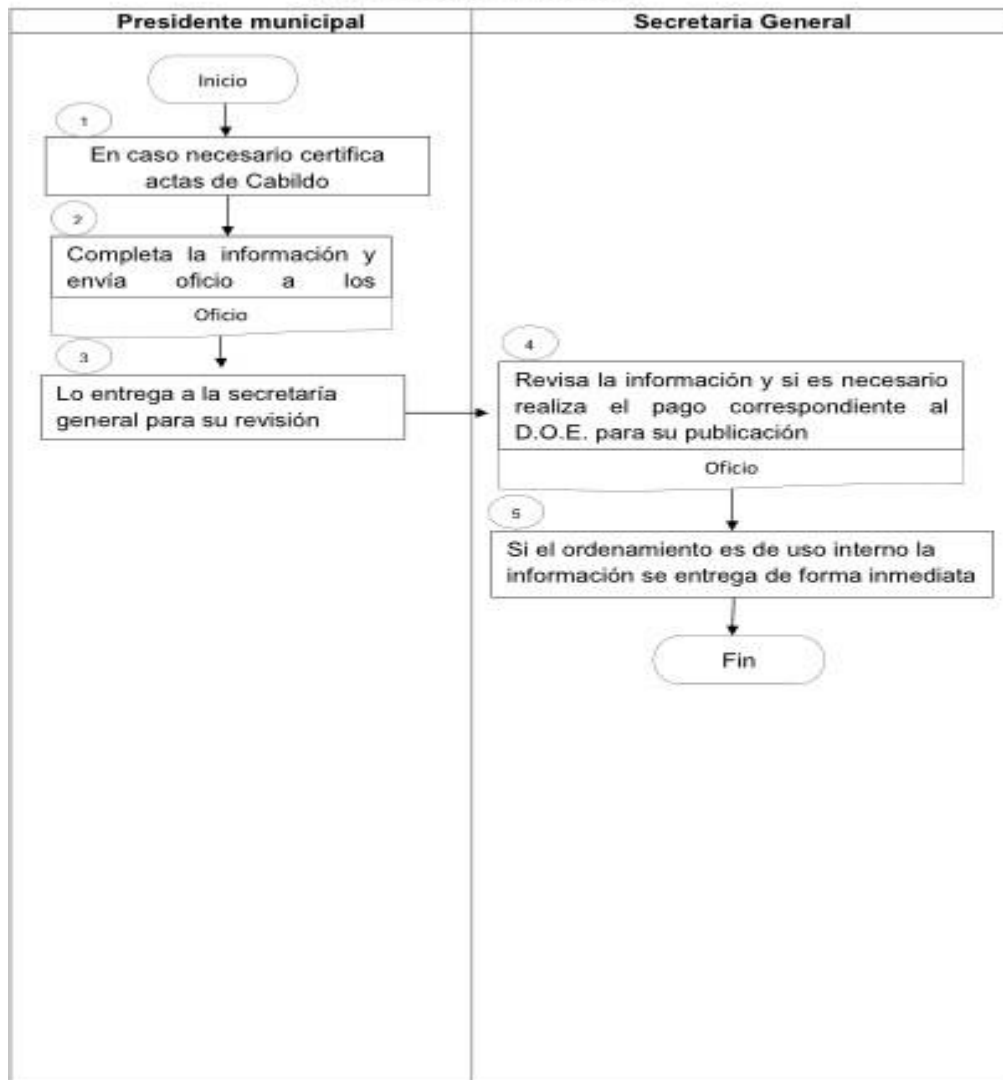 Presidente municipal
Secretaria General
Inicio
1
En caso necesario certifica
actas de Cabildo
2
Completa la información y
envía oficio a los
Oficio
3
Lo entrega a la secretaría
general para su revisión
4
Revisa la información y si es necesario
realiza el pago correspondiente al
D.O.E. para su publicación
Oficio
5
Si el ordenamiento es de uso interno la
información se entrega de forma inmediata
Fin